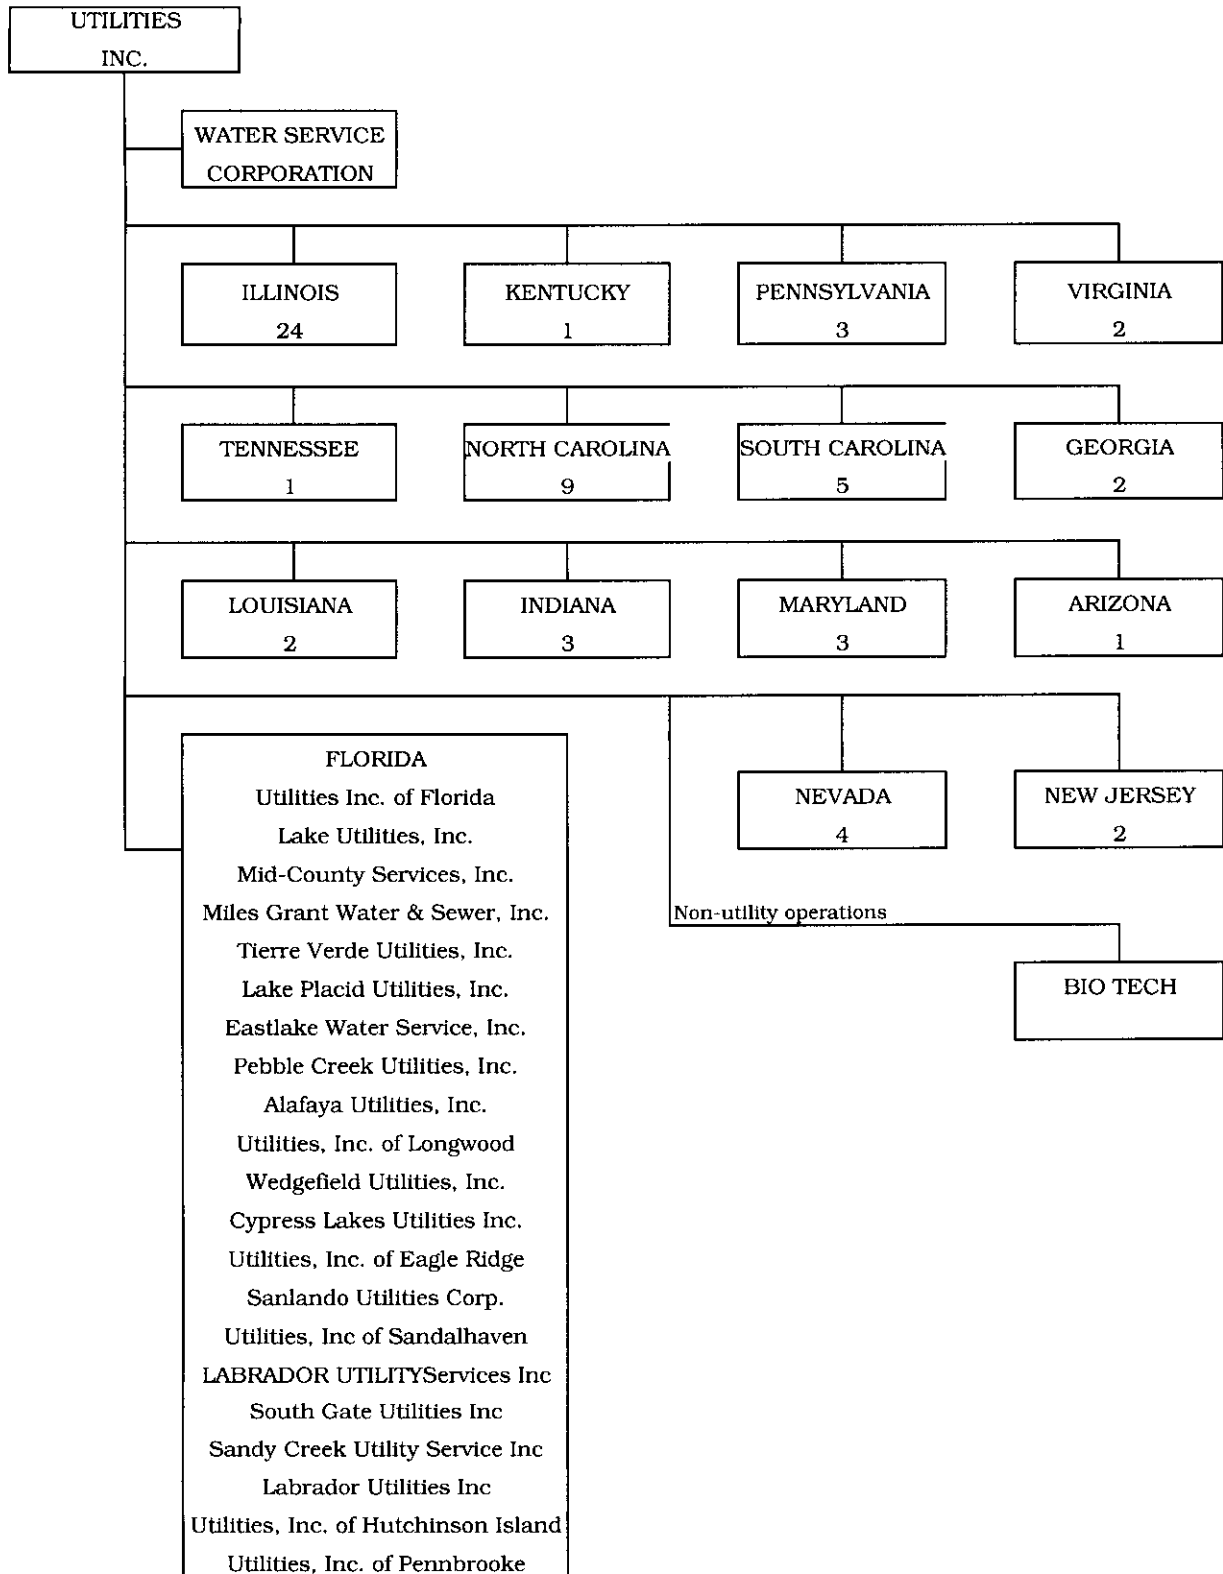 UTILITIES
INC.
WATER SERVICE
CORPORATION
ILLINOIS
24
KENTUCKY
1
PENNSYLVANIA
3
VIRGINIA
2
TENNESSEE
1
NORTH CAROLINA
9
SOUTH CAROLINA
5
GEORGIA
2
LOUISIANA
2
INDIANA
3
MARYLAND
3
ARIZONA
1
FLORIDA
Utilities Inc. of Florida
Lake Utilities, Inc.
Mid-County Services, Inc.
Miles Grant Water & Sewer, Inc.
Tierre Verde Utilities, Inc.
Lake Placid Utilities, Inc.
Eastlake Water Service, Inc.
Pebble Creek Utilities, Inc.
Alafaya Utilities, Inc.
Utilities, Inc. of Longwood
Wedgefield Utilities, Inc.
Cypress Lakes Utilities Inc.
Utilities, Inc. of Eagle Ridge
Sanlando Utilities Corp.
Utilities, Inc of Sandalhaven
LABRADOR UTILITYServices Inc
South Gate Utilities Inc
Sandy Creek Utility Service Inc
Labrador Utilities Inc
Utilities, Inc. of Hutchinson Island
Utilities, Inc. of Pennbrooke
NEVADA
4
NEW JERSEY
2
Non-utility operations
BIO TECH